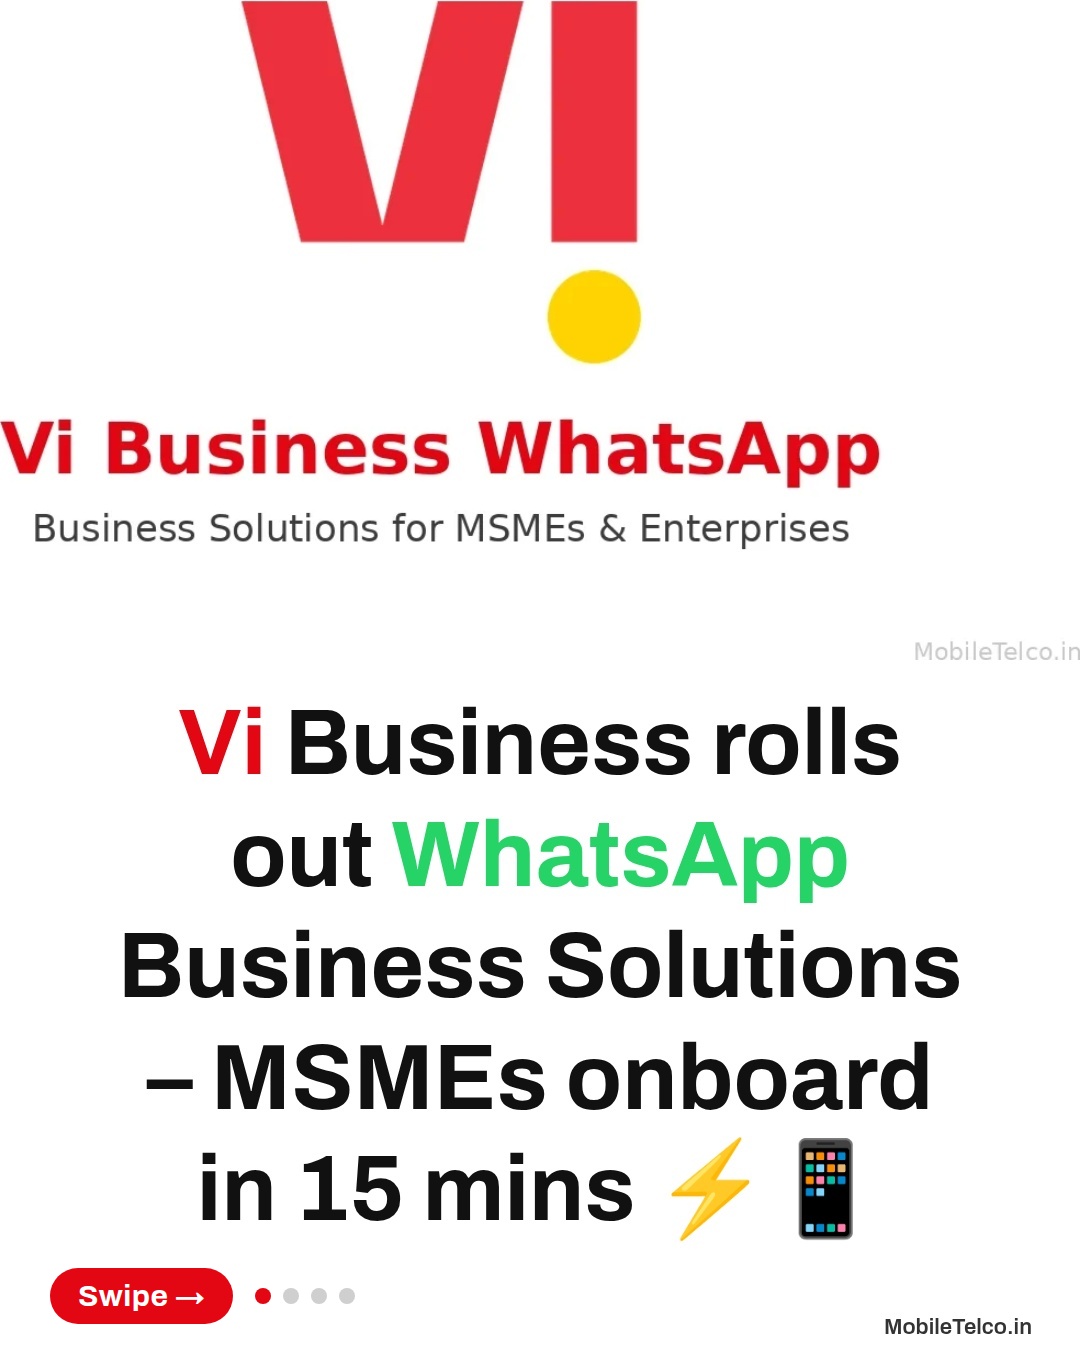 VI
Vi Business WhatsApp
Business Solutions for MSMEs & Enterprises
MobileTelco.in
Vi Business rolls
out WhatsApp
Business Solutions
– MSMEs onboard
in 15 mins ⚡ 📱
Swipe →
MobileTelco.in